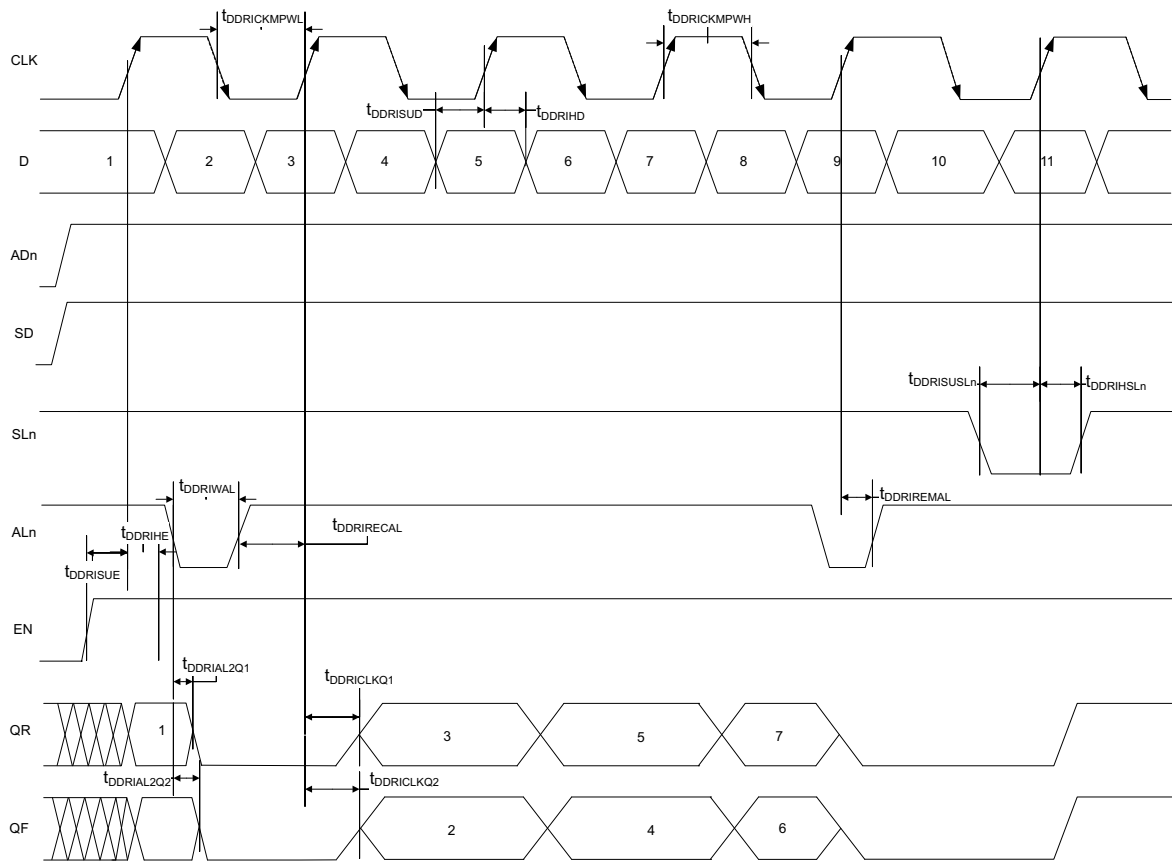 tDDRICKMPWL
tDDRICKMPWH
CLK
tDDRISUD
tDDRIHD
D
1
2
3
4
5
6
7
8
9
10
11
ADn
SD
tDDRISUSLn
tDDRIHSLn
SLn
tDDRIWAL
tDDRIREMAL
ALn
tDDRIHE
tDDRIRECAL
tDDRISUE
EN
tDDRIAL2Q1
tDDRICLKQ1
QR
1
3
5
7
tDDRIAL2Q2
tDDRICLKQ2
QF
2
4
6